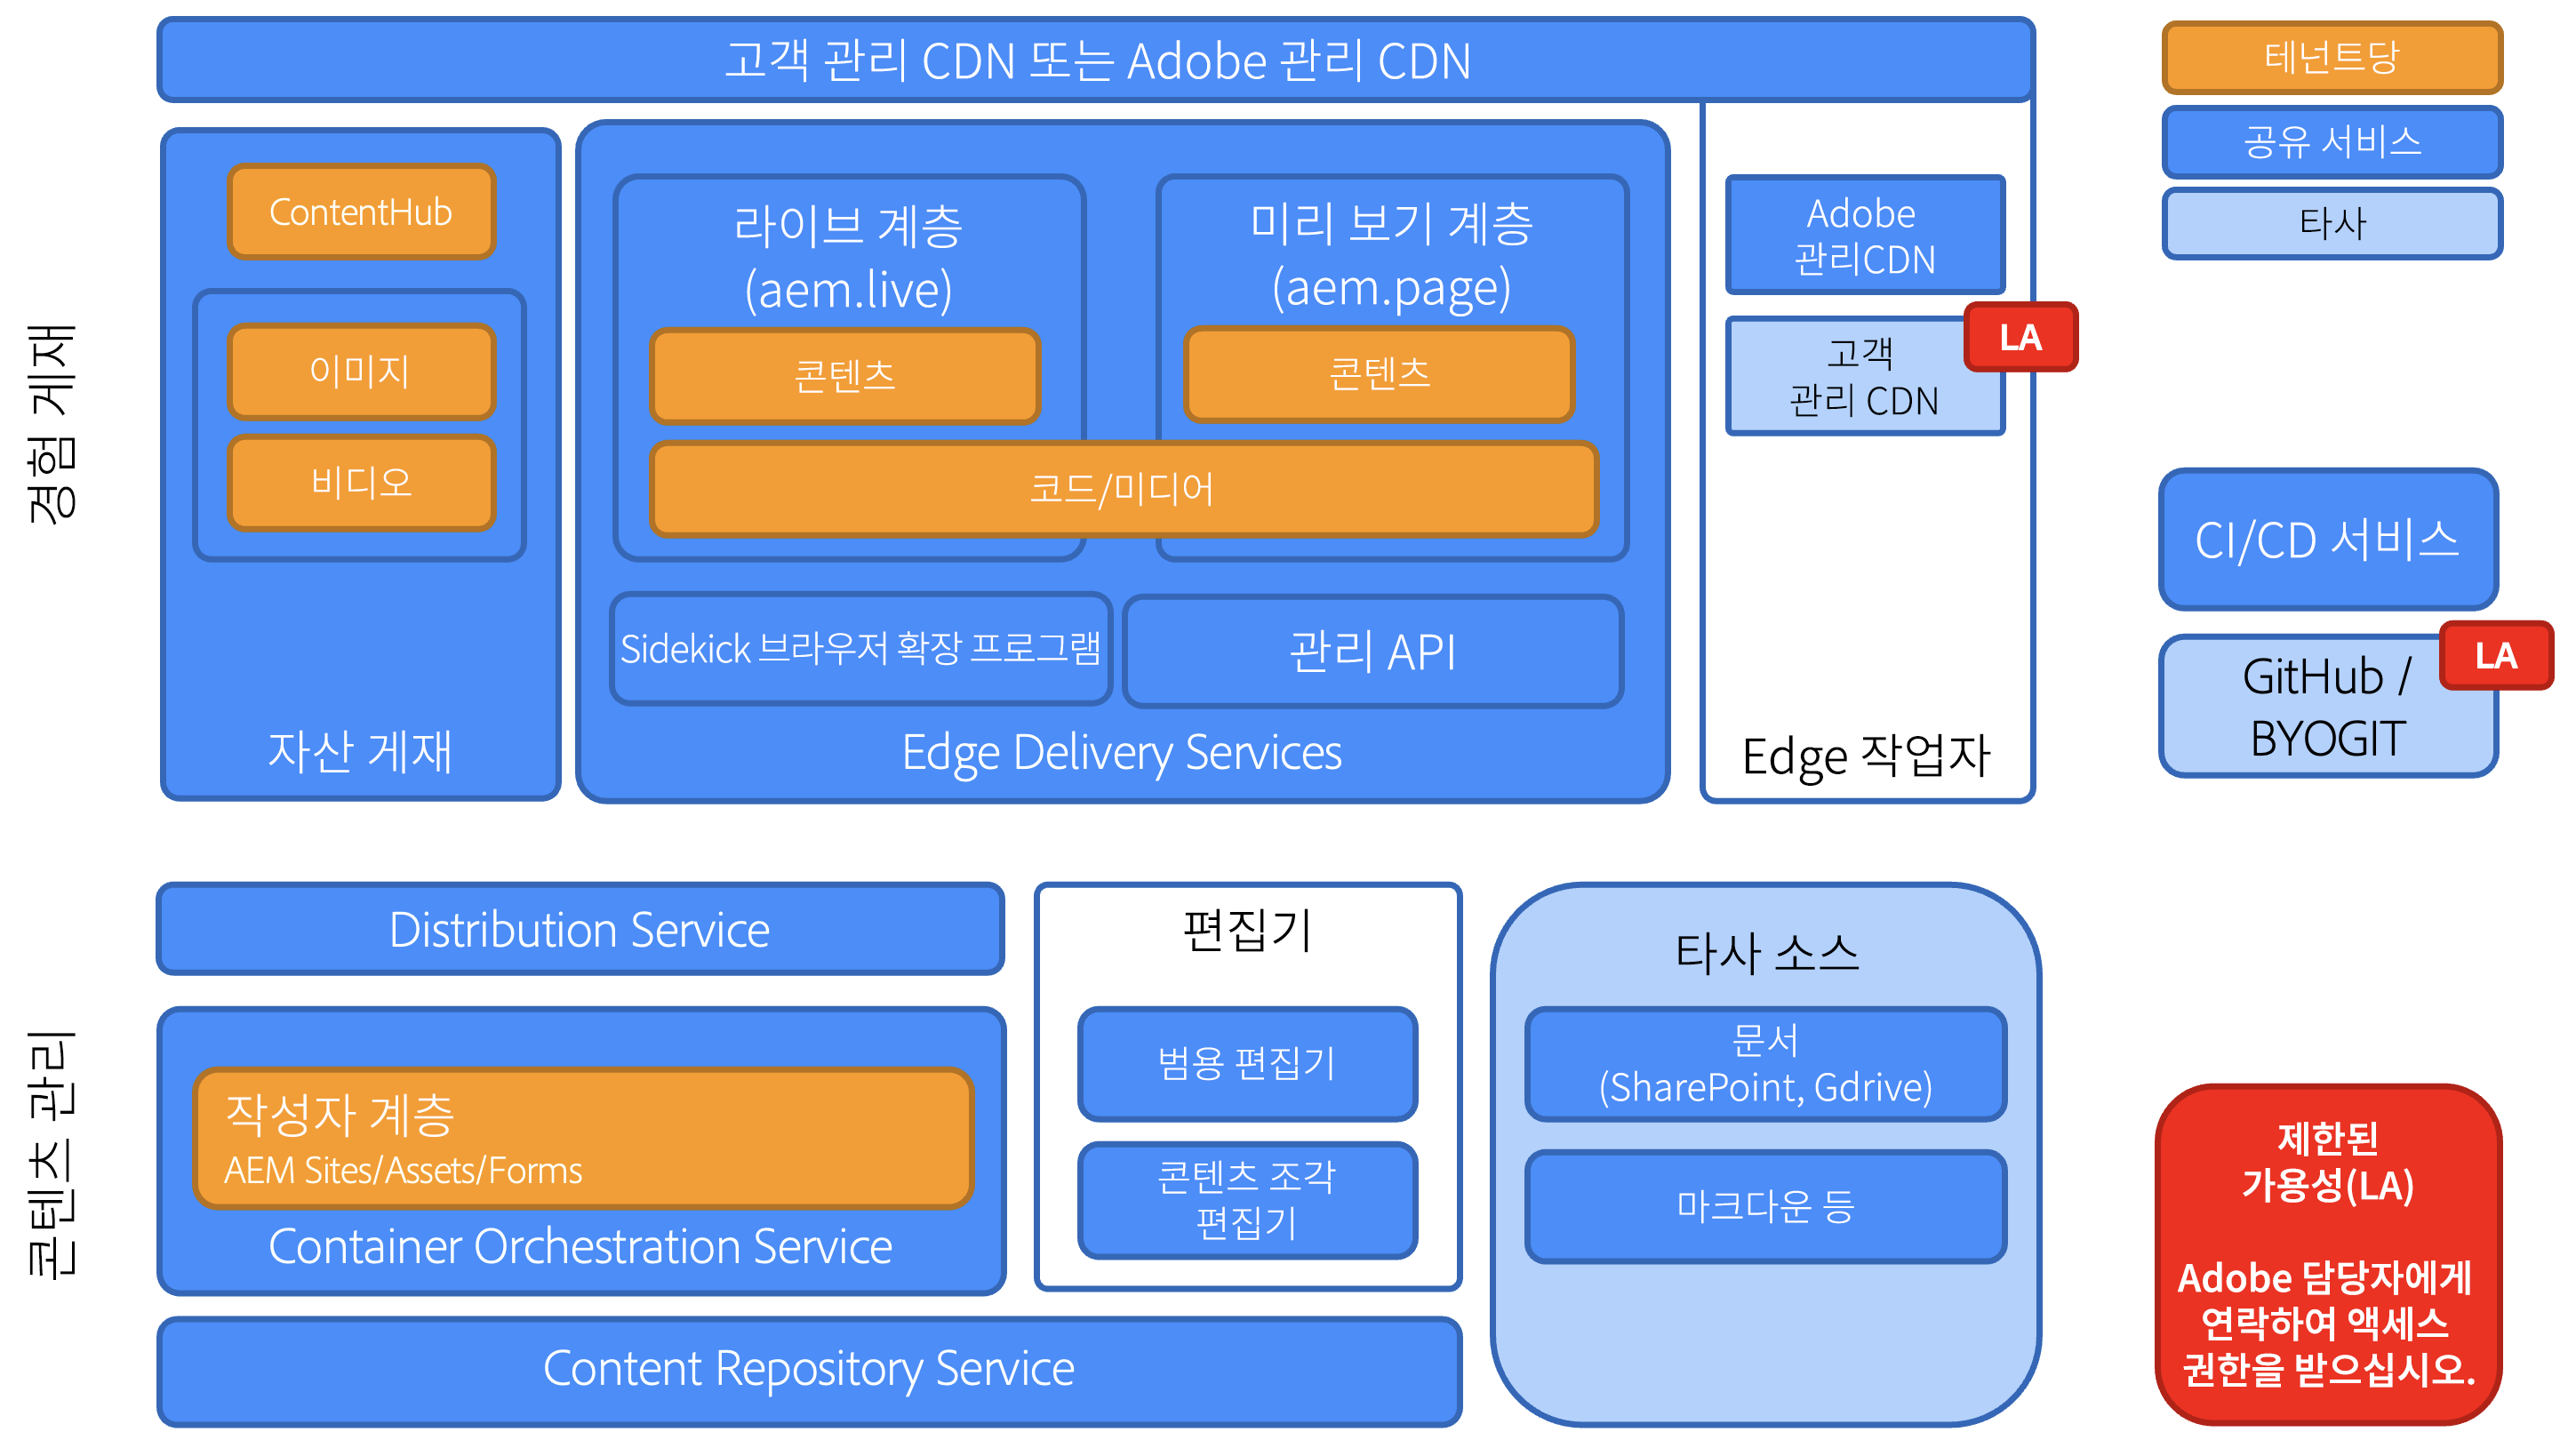 고객 관리 CDN 또는 Adobe 관리 CDN
테넌트당
공유 서비스
타사
경험 게재
ContentHub
이미지
비디오
자산 게재
라이브 계층
(aem.live)
콘텐츠
미리 보기 계층
(aem.page)
콘텐츠
코드/미디어
Sidekick 브라우저 확장 프로그램
관리 API
Edge Delivery Services
Adobe
관리CDN
고객
관리 CDN
LA
Edge 작업자
CI/CD 서비스
GitHub /
BYOGIT
LA
콘텐츠 관리
Distribution Service
작성자 계층
AEM Sites/Assets/Forms
Container Orchestration Service
Content Repository Service
편집기
범용 편집기
콘텐츠 조각
편집기
타사 소스
문서
(SharePoint, Gdrive)
마크다운 등
제한된
가용성(LA)
Adobe 담당자에게
연락하여 액세스
권한을 받으십시오.